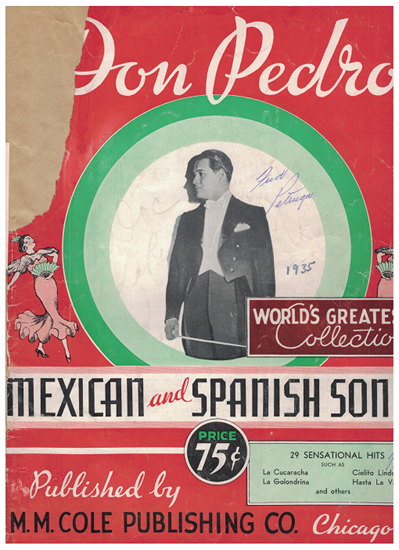 Don Pedro
1935
WORLD'S GREATES
Collectio
MEXICAN and SPANISH SON
PRICE
75¢
29 SENSATIONAL HITS
SUCH AS
La Cucaracha Cielito Lind
La Golondrina Hasta La V
and others
Published by
M.M. COLE PUBLISHING CO. Chicago